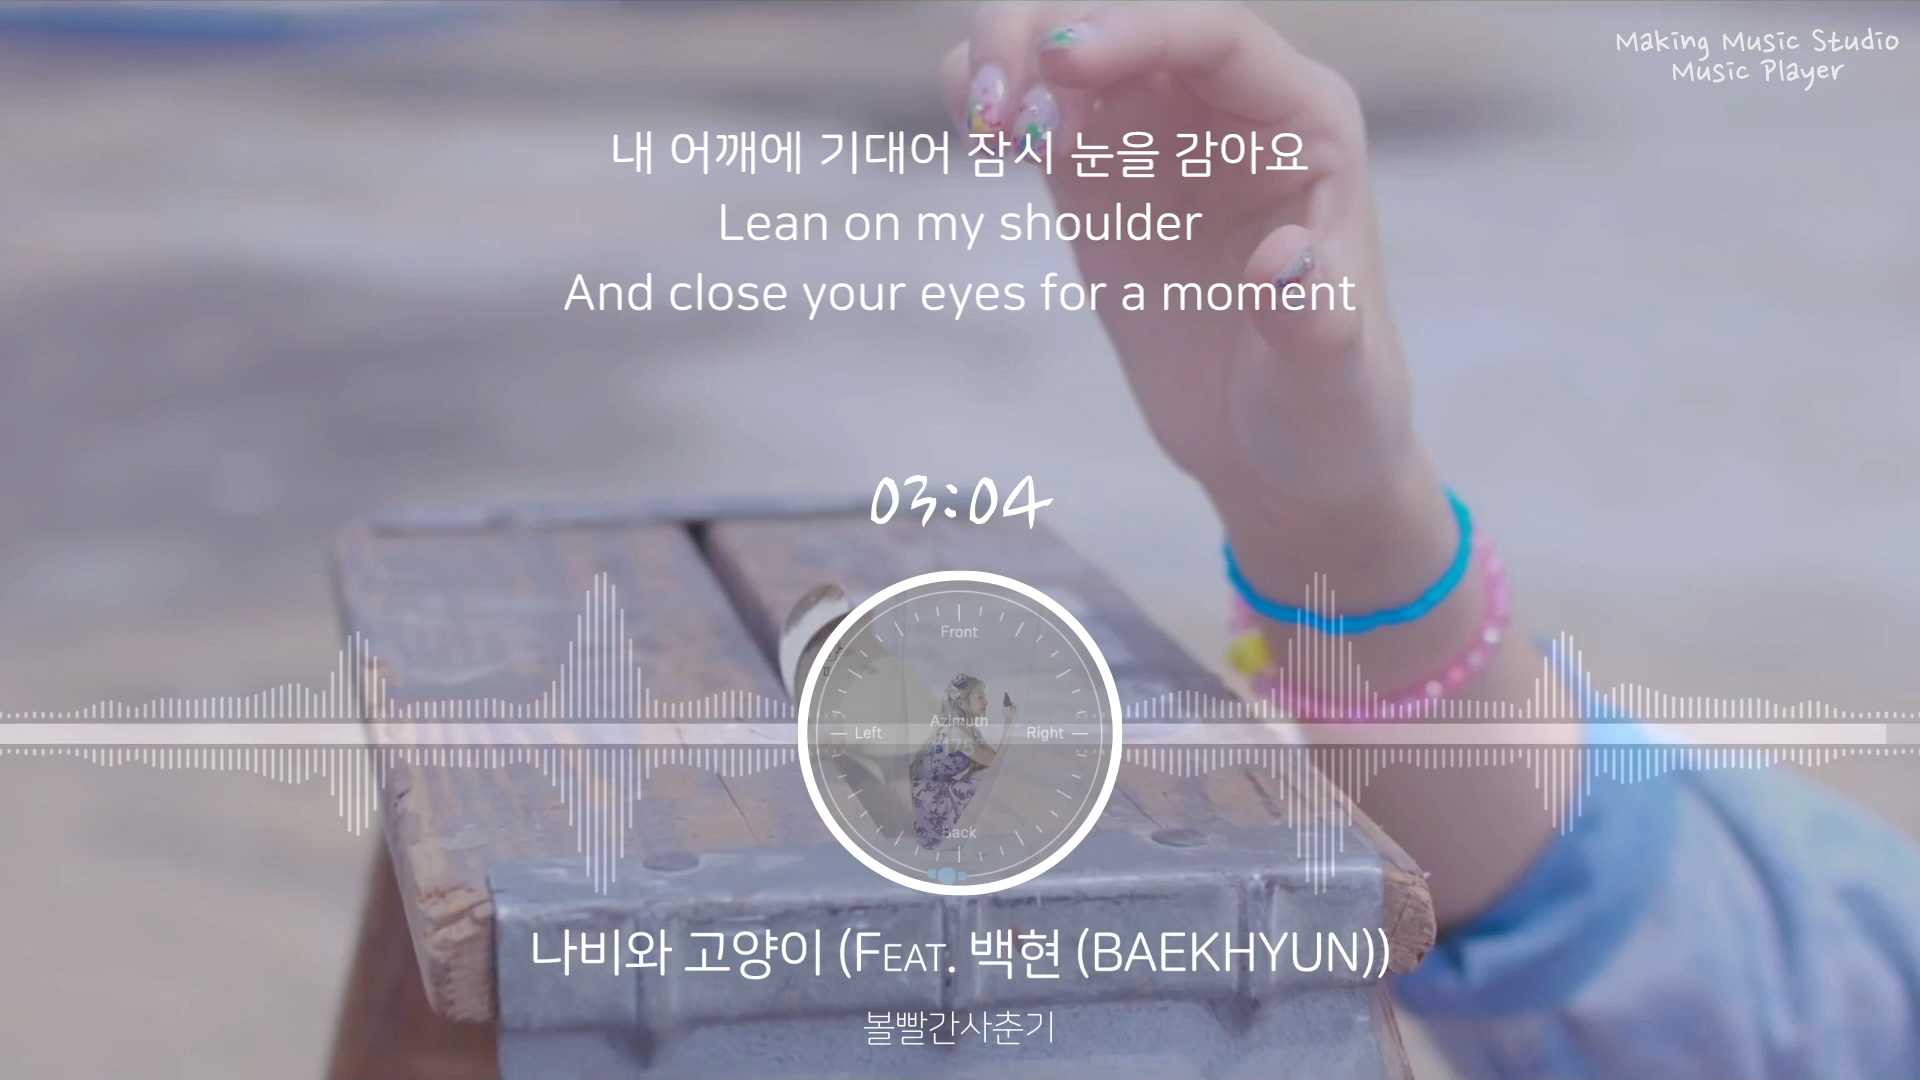 Making Music Studio
Music Player
내 어깨에 기대어 잠시 눈을 감아요
Lean on my shoulder
And close your eyes for a moment
03:04
Front
Azimuth
Left
Right
Back
나비와 고양이 (FEAT. 백현 (BAEKHYUN))
볼빨간사춘기